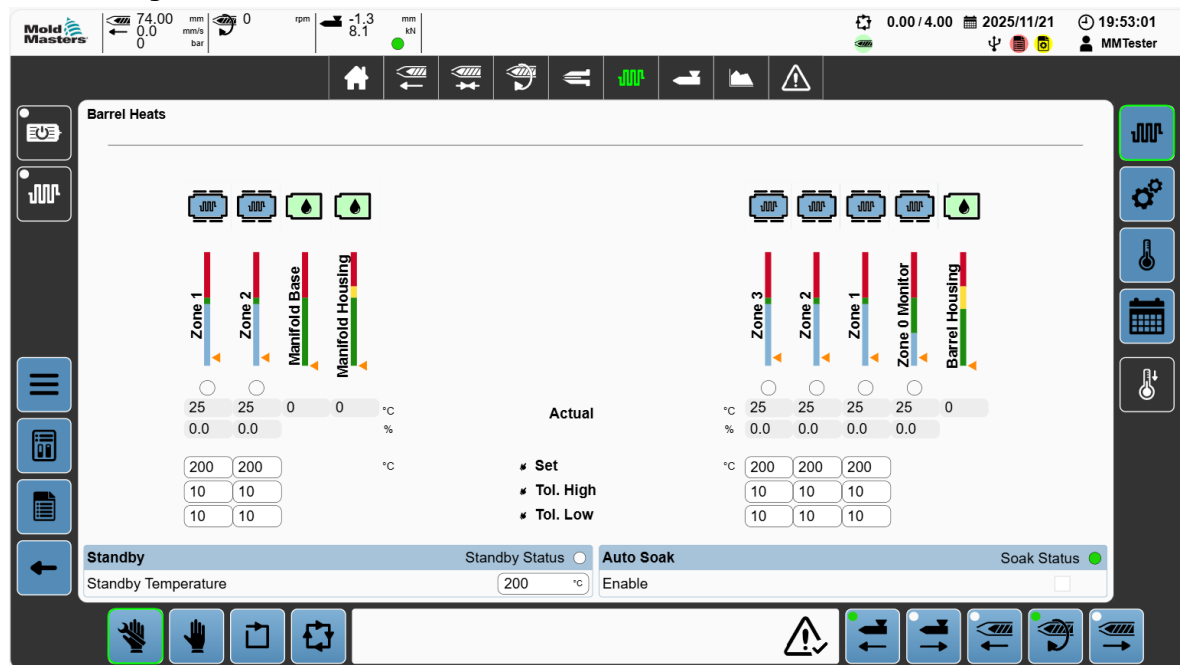 Mold
Masters
74.00 mm
0.0 mm/s
0 bar
0 rpm
-1.3 mm
8.1 kN
0.00 / 4.00
2025/11/21
19:53:01
MMTester
Barrel Heats
Zone 1
Zone 2
Manifold Base
Manifold Housing
Zone 3
Zone 2
Zone 1
Zone 0 Monitor
Barrel Housing
25 25 0 0 °C Actual °C 25 25 25 25 0
0.0 0.0 % % 0.0 0.0 0.0 0.0
200 200 °C Set °C 200 200 200
10 10 Tol. High 10 10 10
10 10 Tol. Low 10 10 10
Standby Standby Status Auto Soak Soak Status
Standby Temperature 200 °C Enable